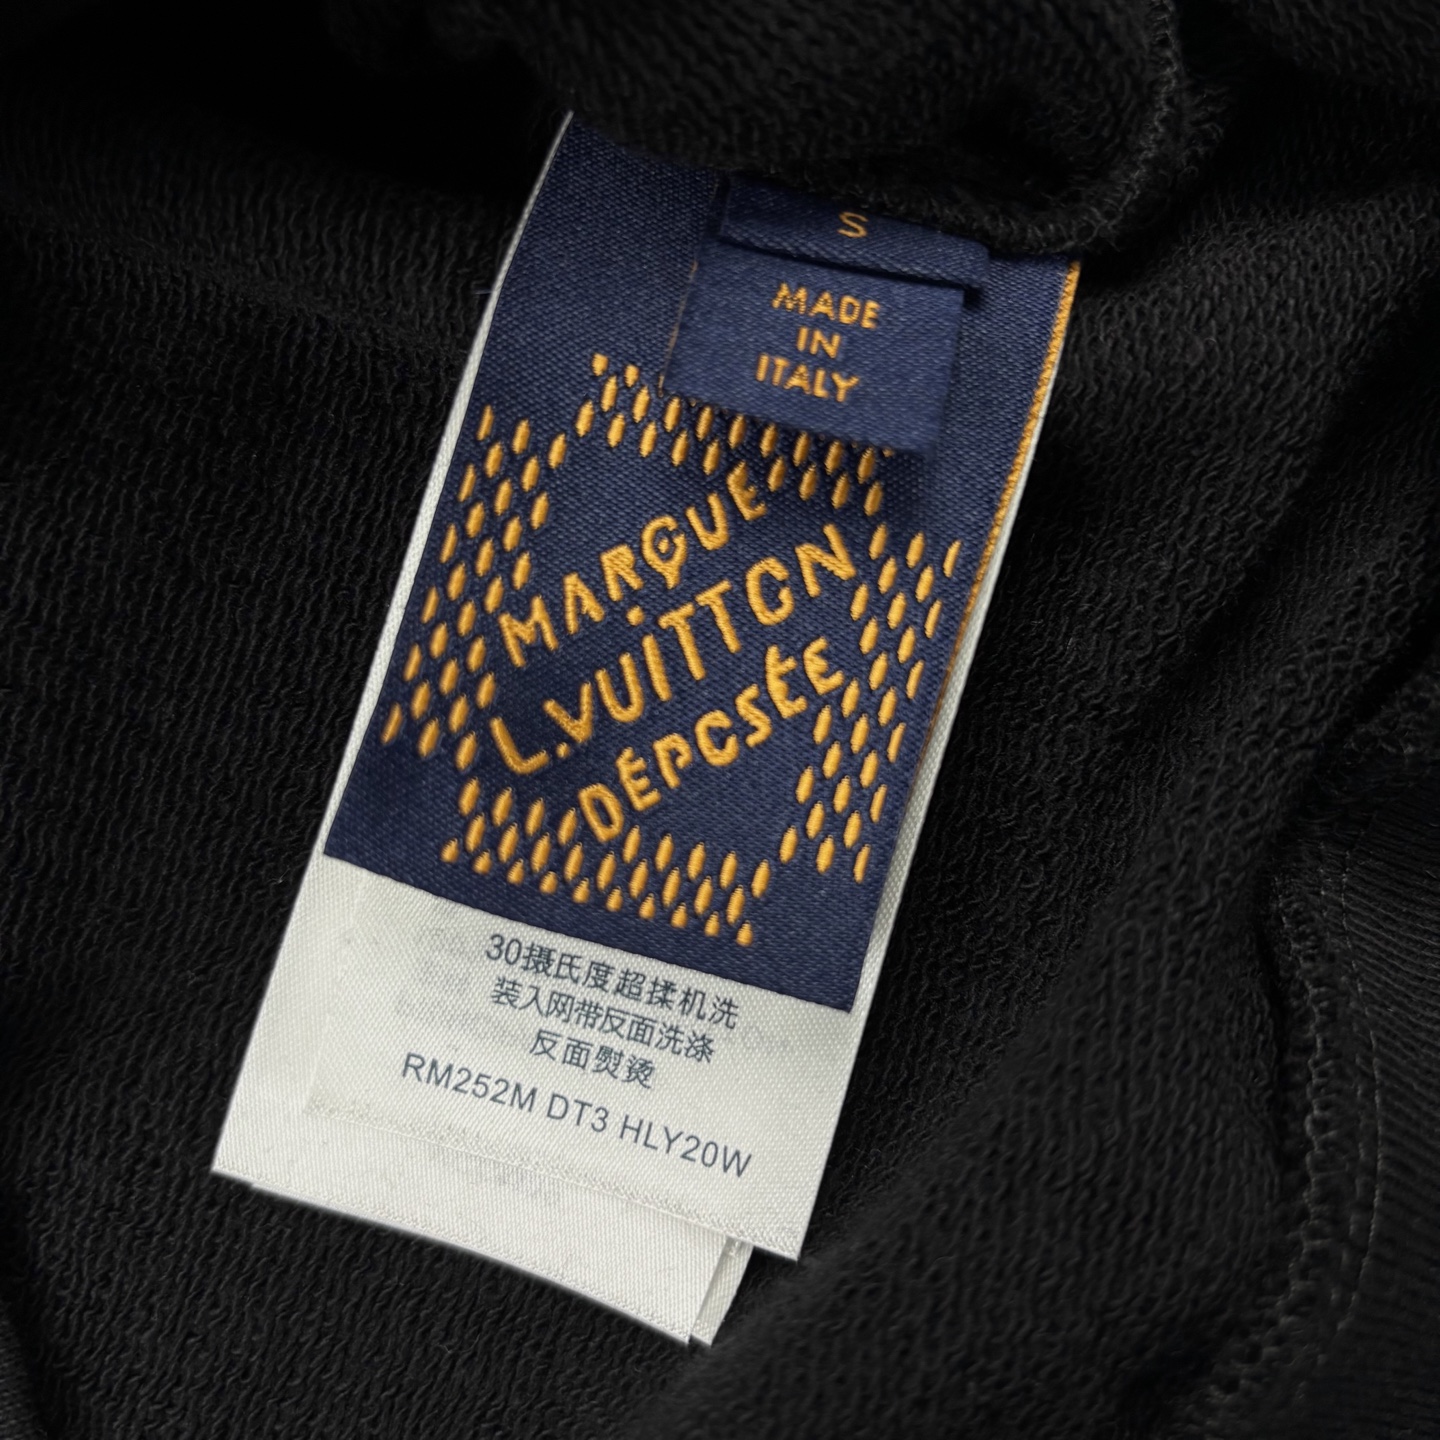 S
MADE
IN
ITALY
MARQUE
L.VUITTON
DÉPOSÉE
30摄氏度超揉机洗
装入网带反面洗涤
反面熨烫
RM252M DT3 HLY20W